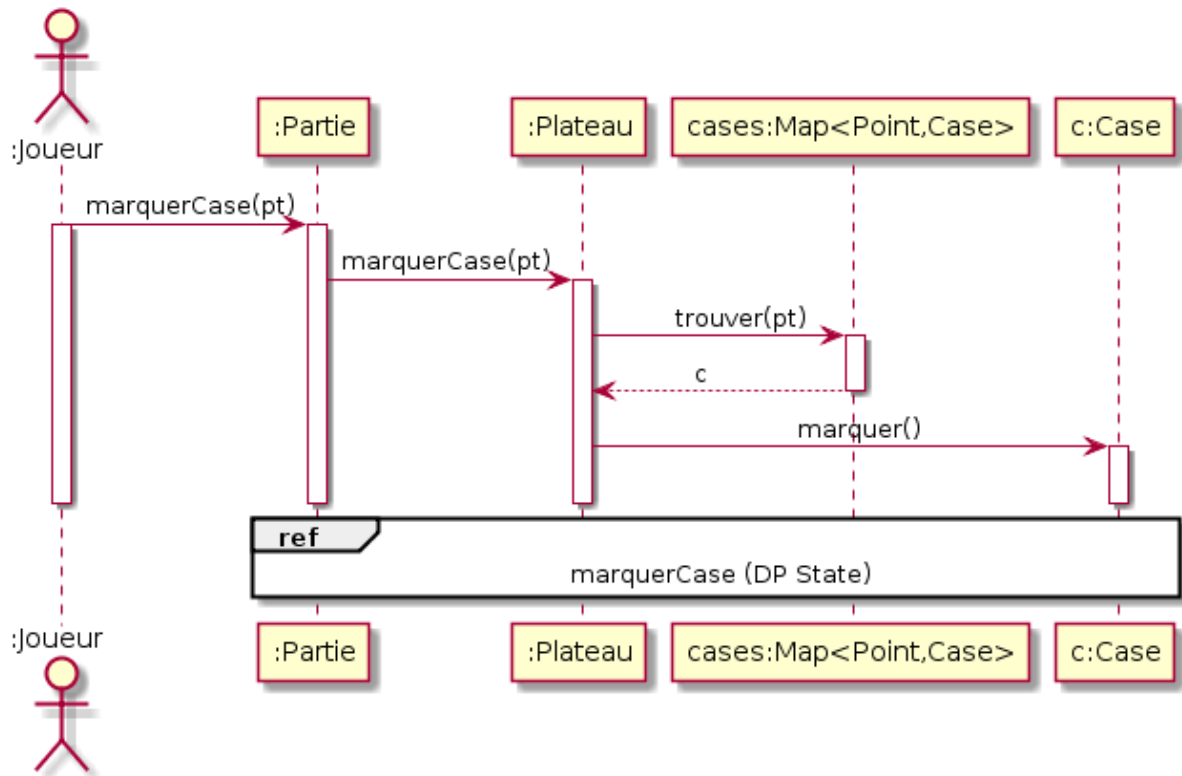 :Joueur
:Partie
:Plateau
cases:Map<Point,Case>
c:Case
marquerCase(pt)
marquerCase(pt)
trouver(pt)
c
marquer()
ref
marquerCase (DP State)
:Joueur
:Partie
:Plateau
cases:Map<Point,Case>
c:Case